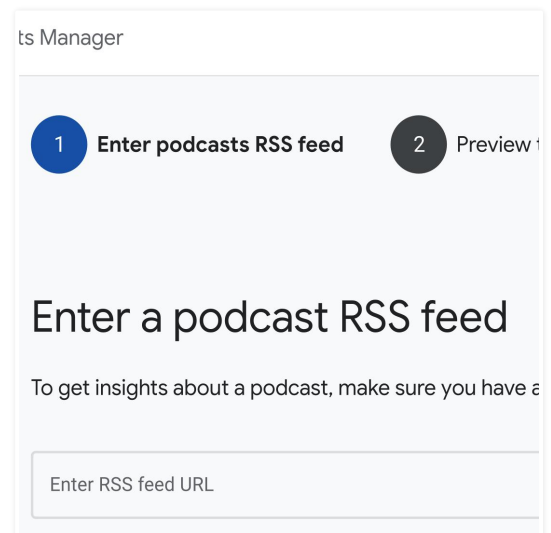 ts Manager
1 Enter podcasts RSS feed 2 Preview
Enter a podcast RSS feed
To get insights about a podcast, make sure you have a
Enter RSS feed URL